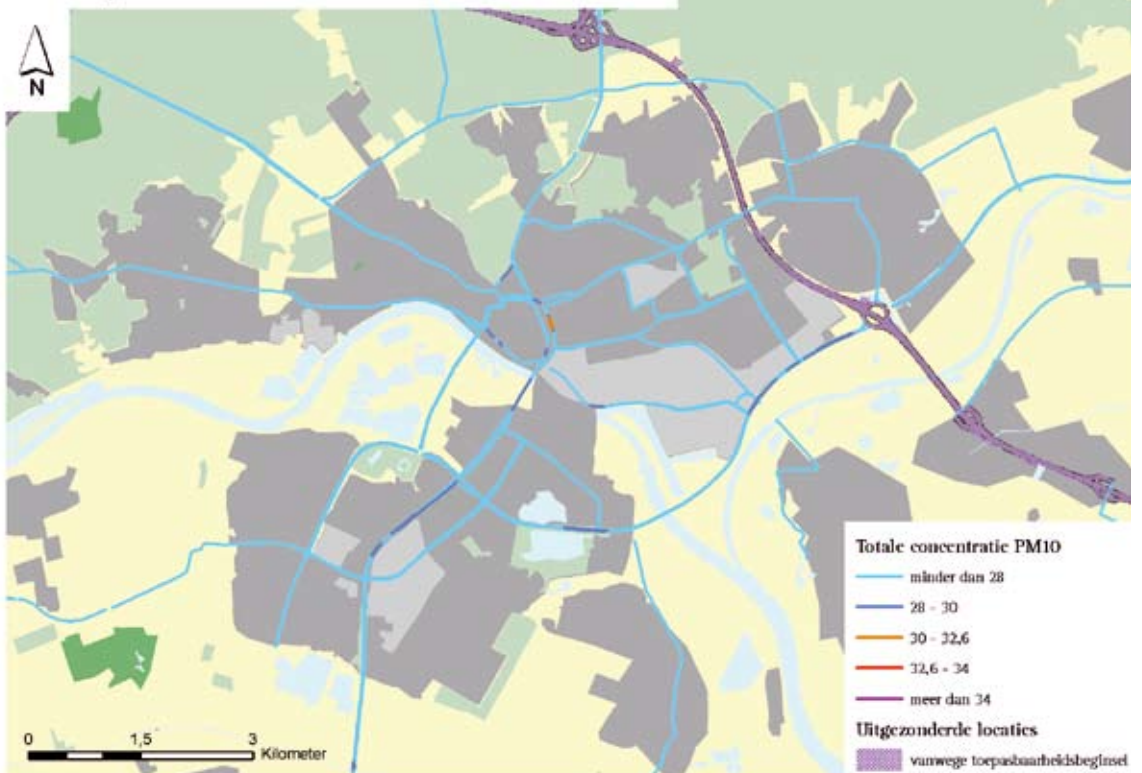 N
Totale concentratie PM10
minder dan 28
28 - 30
30 - 32,6
32,6 - 34
meer dan 34
Uitgezonderde locaties
vanwege toepasbaarheidsbeginsel
0 1,5 3
Kilometer